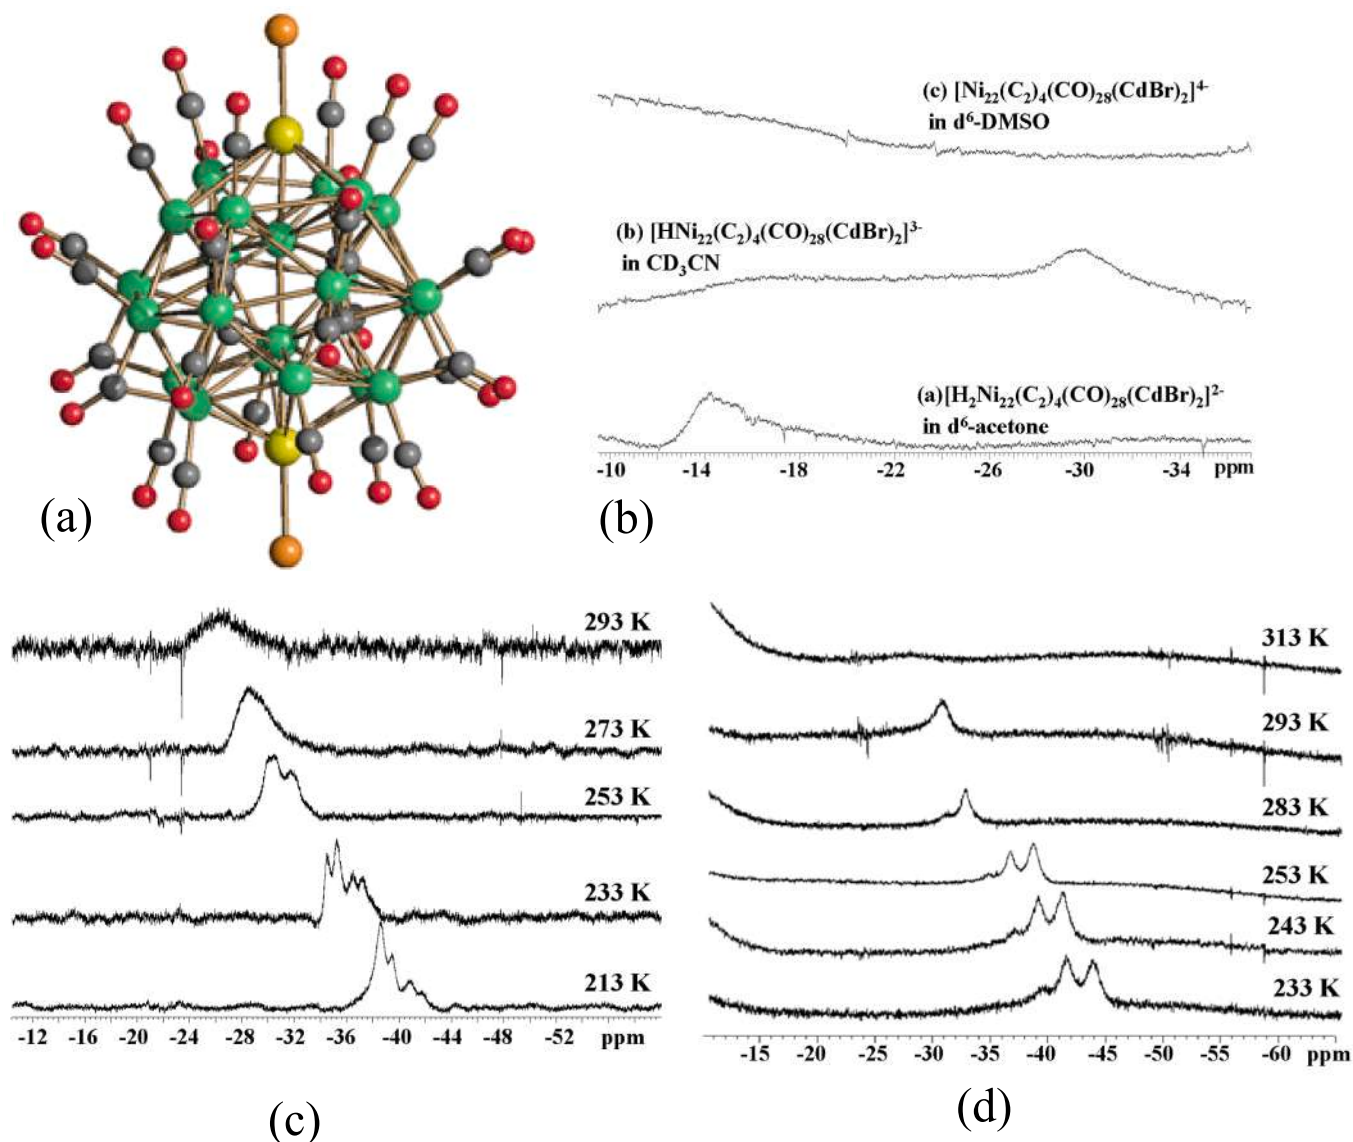 (c) [Ni22(C2)4(CO)28(CdBr)2]4-
in d6-DMSO
(b) [HNi22(C2)4(CO)28(CdBr)2]3-
in CD3CN
(a)[H2Ni22(C2)4(CO)28(CdBr)2]2-
in d6-acetone
-10 -14 -18 -22 -26 -30 -34 ppm
(a)
(b)
293 K
273 K
253 K
233 K
213 K
-12 -16 -20 -24 -28 -32 -36 -40 -44 -48 -52 ppm
(c)
313 K
293 K
283 K
253 K
243 K
233 K
-15 -20 -25 -30 -35 -40 -45 -50 -55 -60 ppm
(d)